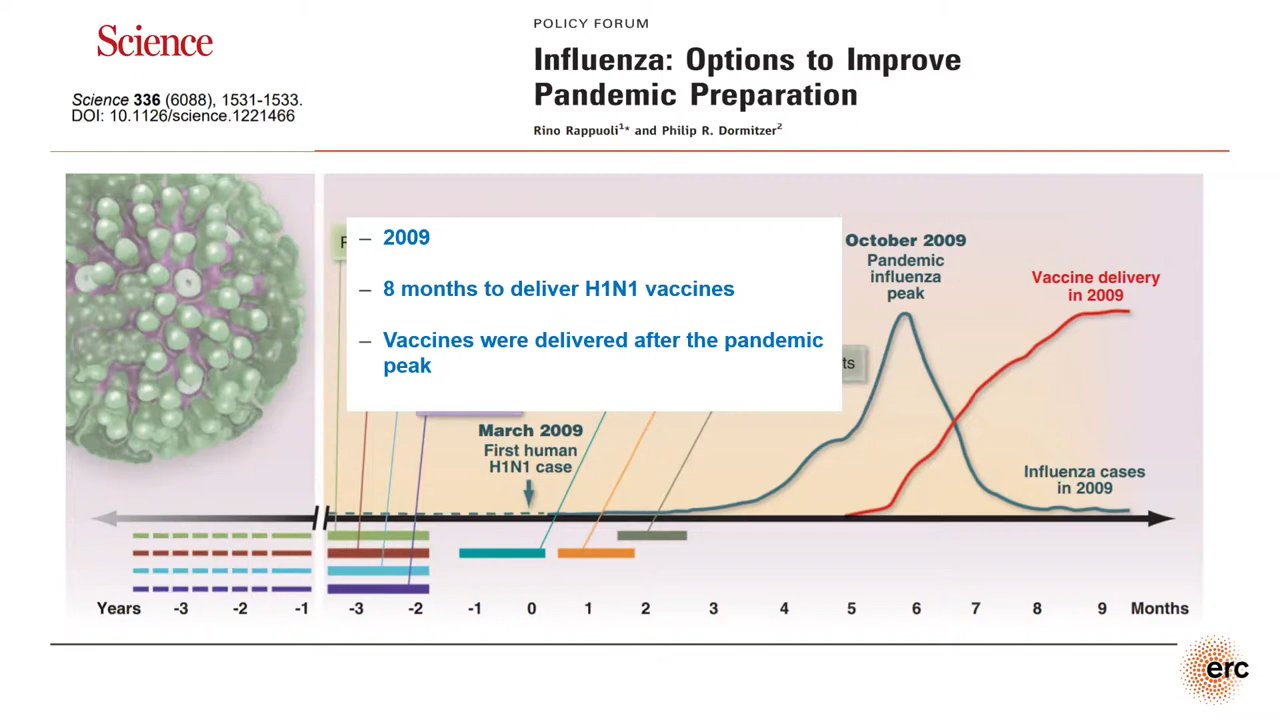 Science
Science 336 (6088), 1531-1533.
DOI: 10.1126/science.1221466
POLICY FORUM
Influenza: Options to Improve
Pandemic Preparation
Rino Rappuoli1* and Philip R. Dormitzer2
– 2009
– 8 months to deliver H1N1 vaccines
– Vaccines were delivered after the pandemic
peak
October 2009
Pandemic
influenza
peak
Vaccine delivery
in 2009
ts
March 2009
First human
H1N1 case
Influenza cases
in 2009
Years -3 -2 -1 -3 -2 -1 0 1 2 3 4 5 6 7 8 9 Months
erc